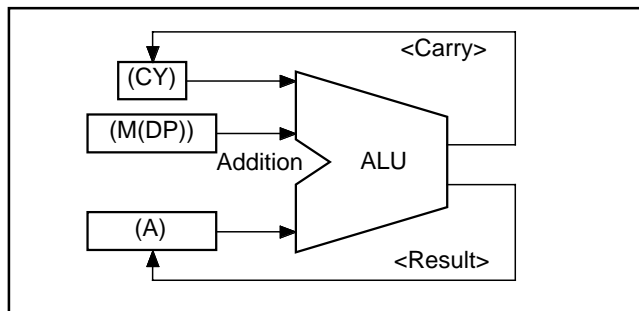 <Carry>
(CY)
(M(DP))
Addition
ALU
(A)
<Result>